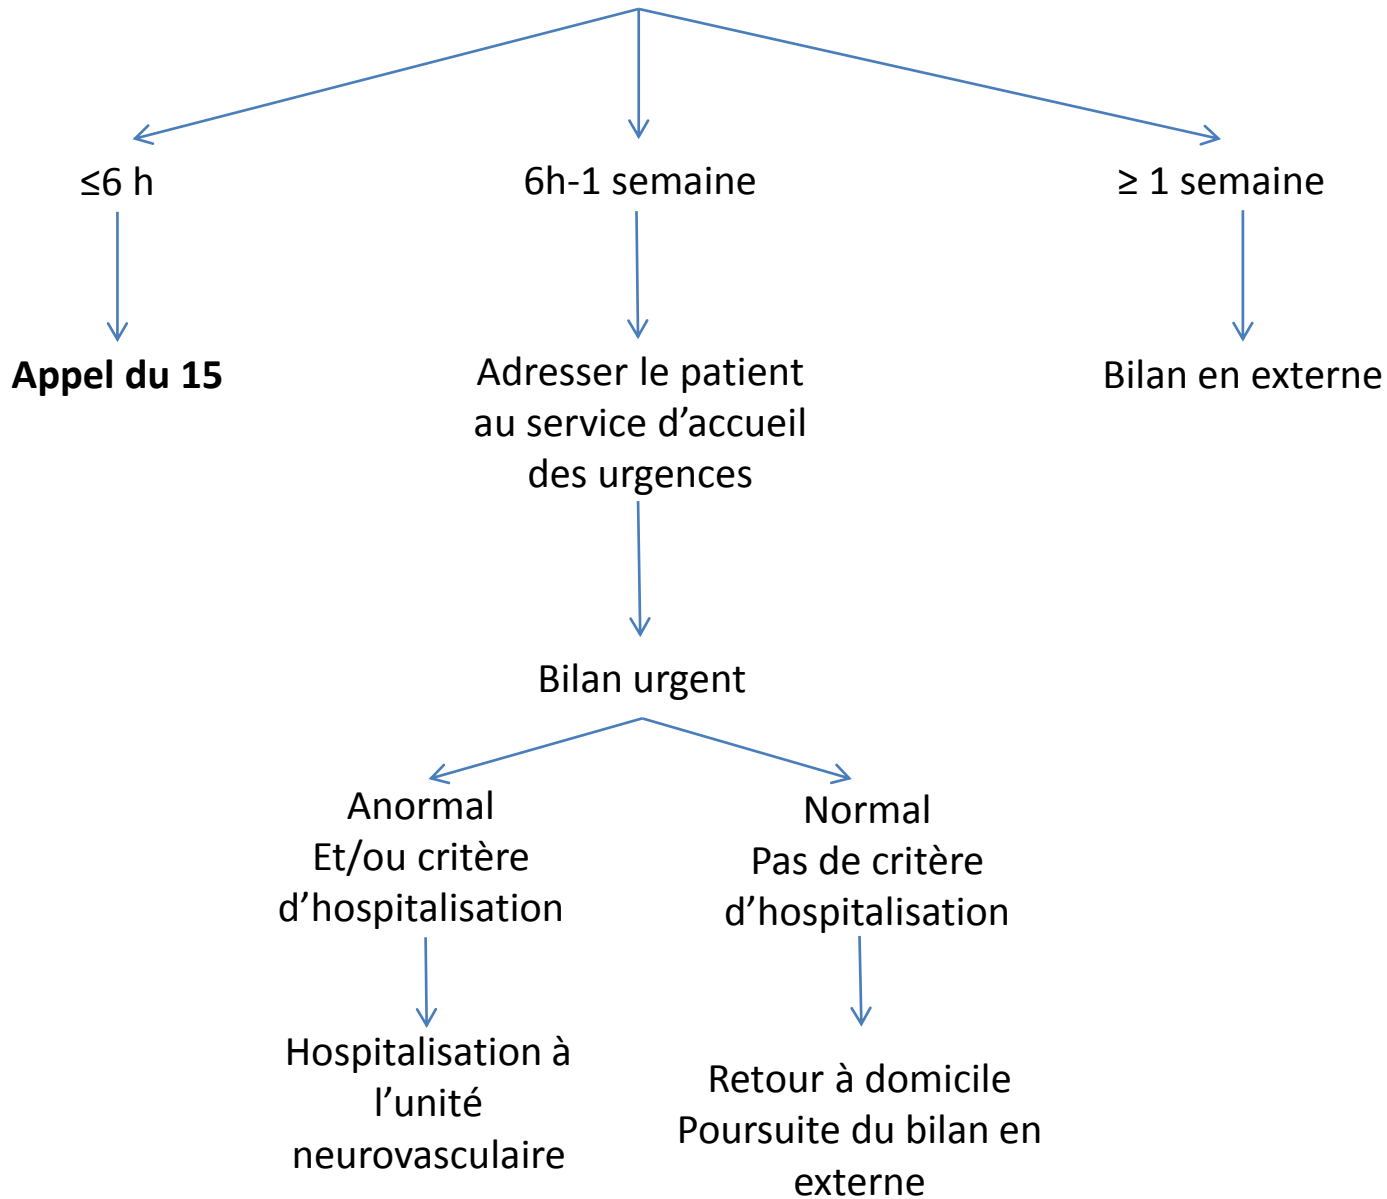 ≤6 h
6h-1 semaine
≥ 1 semaine
Appel du 15
Adresser le patient
au service d’accueil
des urgences
Bilan en externe
Bilan urgent
Anormal
Et/ou critère
d’hospitalisation
Normal
Pas de critère
d’hospitalisation
Hospitalisation à
l’unité
neurovasculaire
Retour à domicile
Poursuite du bilan en
externe